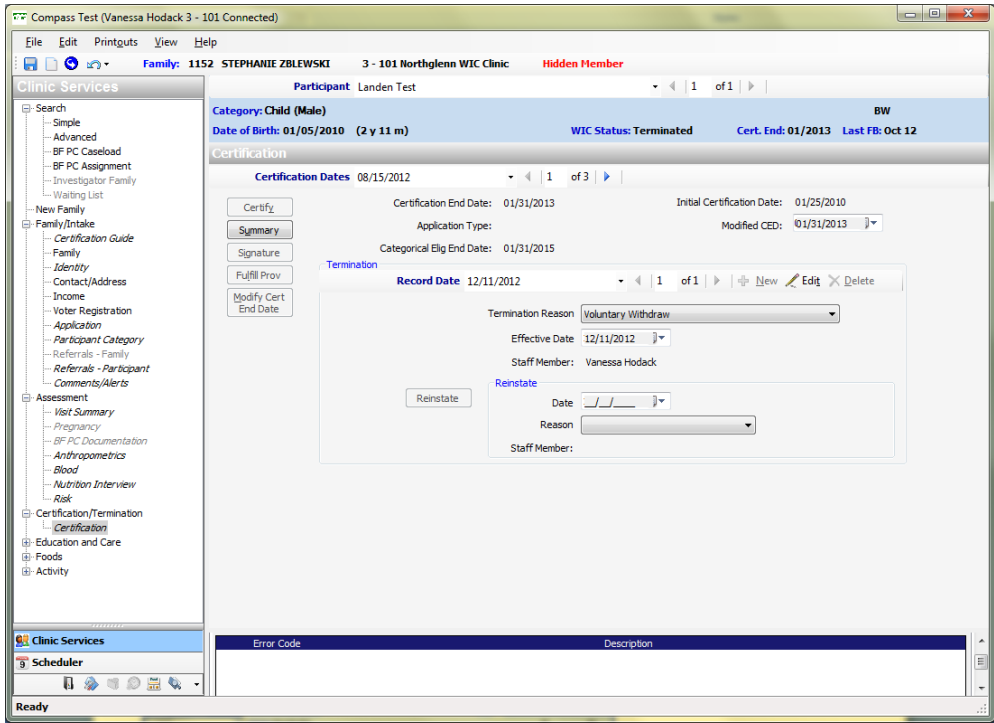 Compass Test (Vanessa Hodack 3 - 101 Connected)
File Edit Printouts View Help
Family: 1152 STEPHANIE ZBLEWSKI 3 - 101 Northglenn WIC Clinic Hidden Member
Clinic Services
Participant Landen Test 1 of 1
Category: Child (Male) BW
Date of Birth: 01/05/2010 (2 y 11 m) WIC Status: Terminated Cert. End: 01/2013 Last FB: Oct 12
Certification
Certification Dates 08/15/2012 1 of 3
Search
Simple
Advanced
BF PC Caseload
BF PC Assignment
Investigator Family
Waiting List
New Family
Family/Intake
Certification Guide
Family
Identity
Contact/Address
Income
Voter Registration
Application
Participant Category
Referrals - Family
Referrals - Participant
Comments/Alerts
Assessment
Visit Summary
Pregnancy
BF PC Documentation
Anthropometrics
Blood
Nutrition Interview
Risk
Certification/Termination
Certification
Education and Care
Foods
Activity
Certify
Summary
Signature
Fulfill Prov
Modify Cert
End Date
Certification End Date: 01/31/2013 Initial Certification Date: 01/25/2010
Application Type: Modified CED: 01/31/2013
Categorical Elig End Date: 01/31/2015
Termination
Record Date 12/11/2012 1 of 1 New Edit Delete
Termination Reason Voluntary Withdraw
Effective Date 12/11/2012
Staff Member: Vanessa Hodack
Reinstate
Reinstate
Date __/__/____
Reason
Staff Member:
Clinic Services
9 Scheduler
Error Code Description
Ready